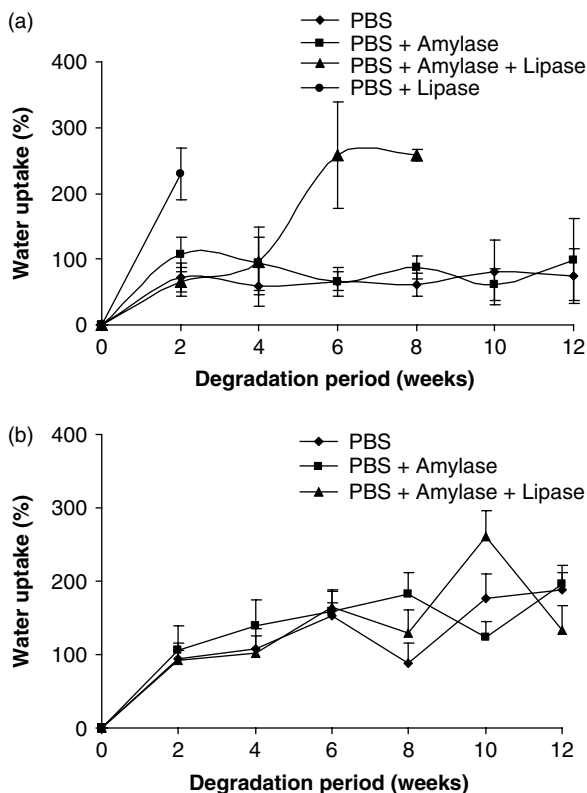 (a)
PBS
PBS + Amylase
PBS + Amylase + Lipase
PBS + Lipase
Water uptake (%)
400
300
200
100
0
0 2 4 6 8 10 12
Degradation period (weeks)
(b)
PBS
PBS + Amylase
PBS + Amylase + Lipase
Water uptake (%)
400
300
200
100
0
0 2 4 6 8 10 12
Degradation period (weeks)